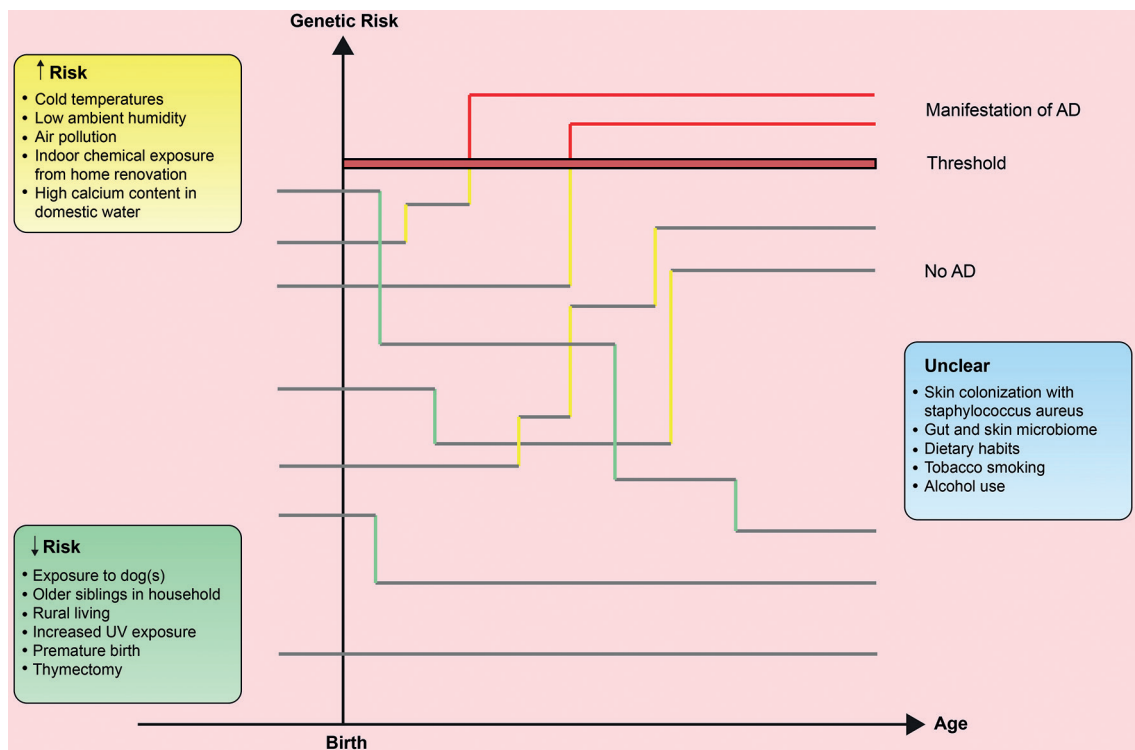 Genetic Risk
↑ Risk
• Cold temperatures
• Low ambient humidity
• Air pollution
• Indoor chemical exposure
from home renovation
• High calcium content in
domestic water
Manifestation of AD
Threshold
No AD
Unclear
• Skin colonization with
staphylococcus aureus
• Gut and skin microbiome
• Dietary habits
• Tobacco smoking
• Alcohol use
↓ Risk
• Exposure to dog(s)
• Older siblings in household
• Rural living
• Increased UV exposure
• Premature birth
• Thymectomy
Birth
Age